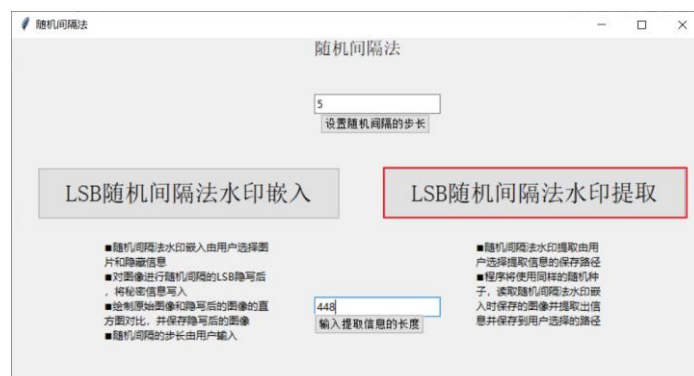 随机间隔法
随机间隔法
5
设置随机间隔的步长
LSB随机间隔法水印嵌入
LSB随机间隔法水印提取
■随机间隔法水印嵌入由用户选择图
片和隐蔽信息
■对图像进行随机间隔的LSB隐写后
，将秘密信息写入
■绘制原始图像和隐写后的图像的直
方图对比，并保存隐写后的图像
■随机间隔的步长由用户输入
448
输入提取信息的长度
■随机间隔法水印提取由用
户选择提取信息的保存路径
■程序将使用同样的随机种
子，读取随机间隔法水印嵌
入时保存的图像并提取出信
息并保存到用户选择的路径